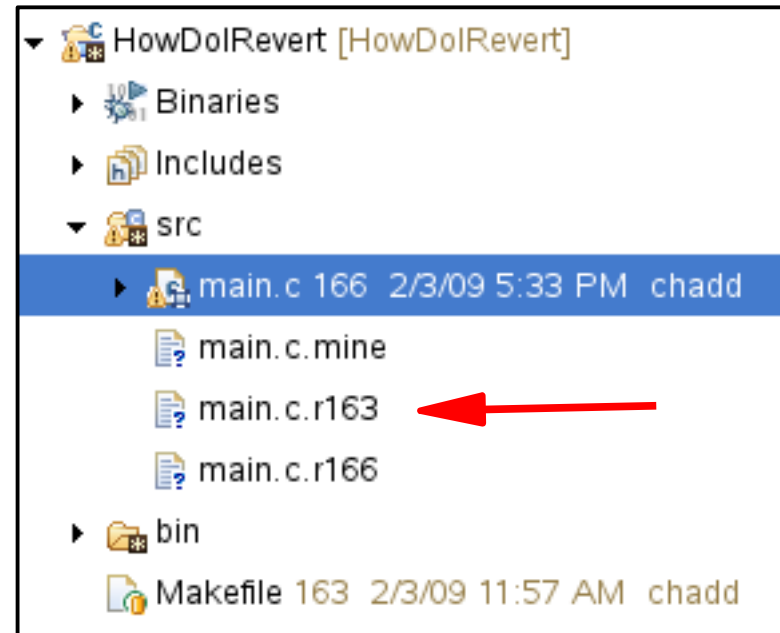 HowDoIRevert [HowDoIRevert]
Binaries
Includes
src
main.c 166 2/3/09 5:33 PM chadd
main.c.mine
main.c.r163
main.c.r166
bin
Makefile 163 2/3/09 11:57 AM chadd